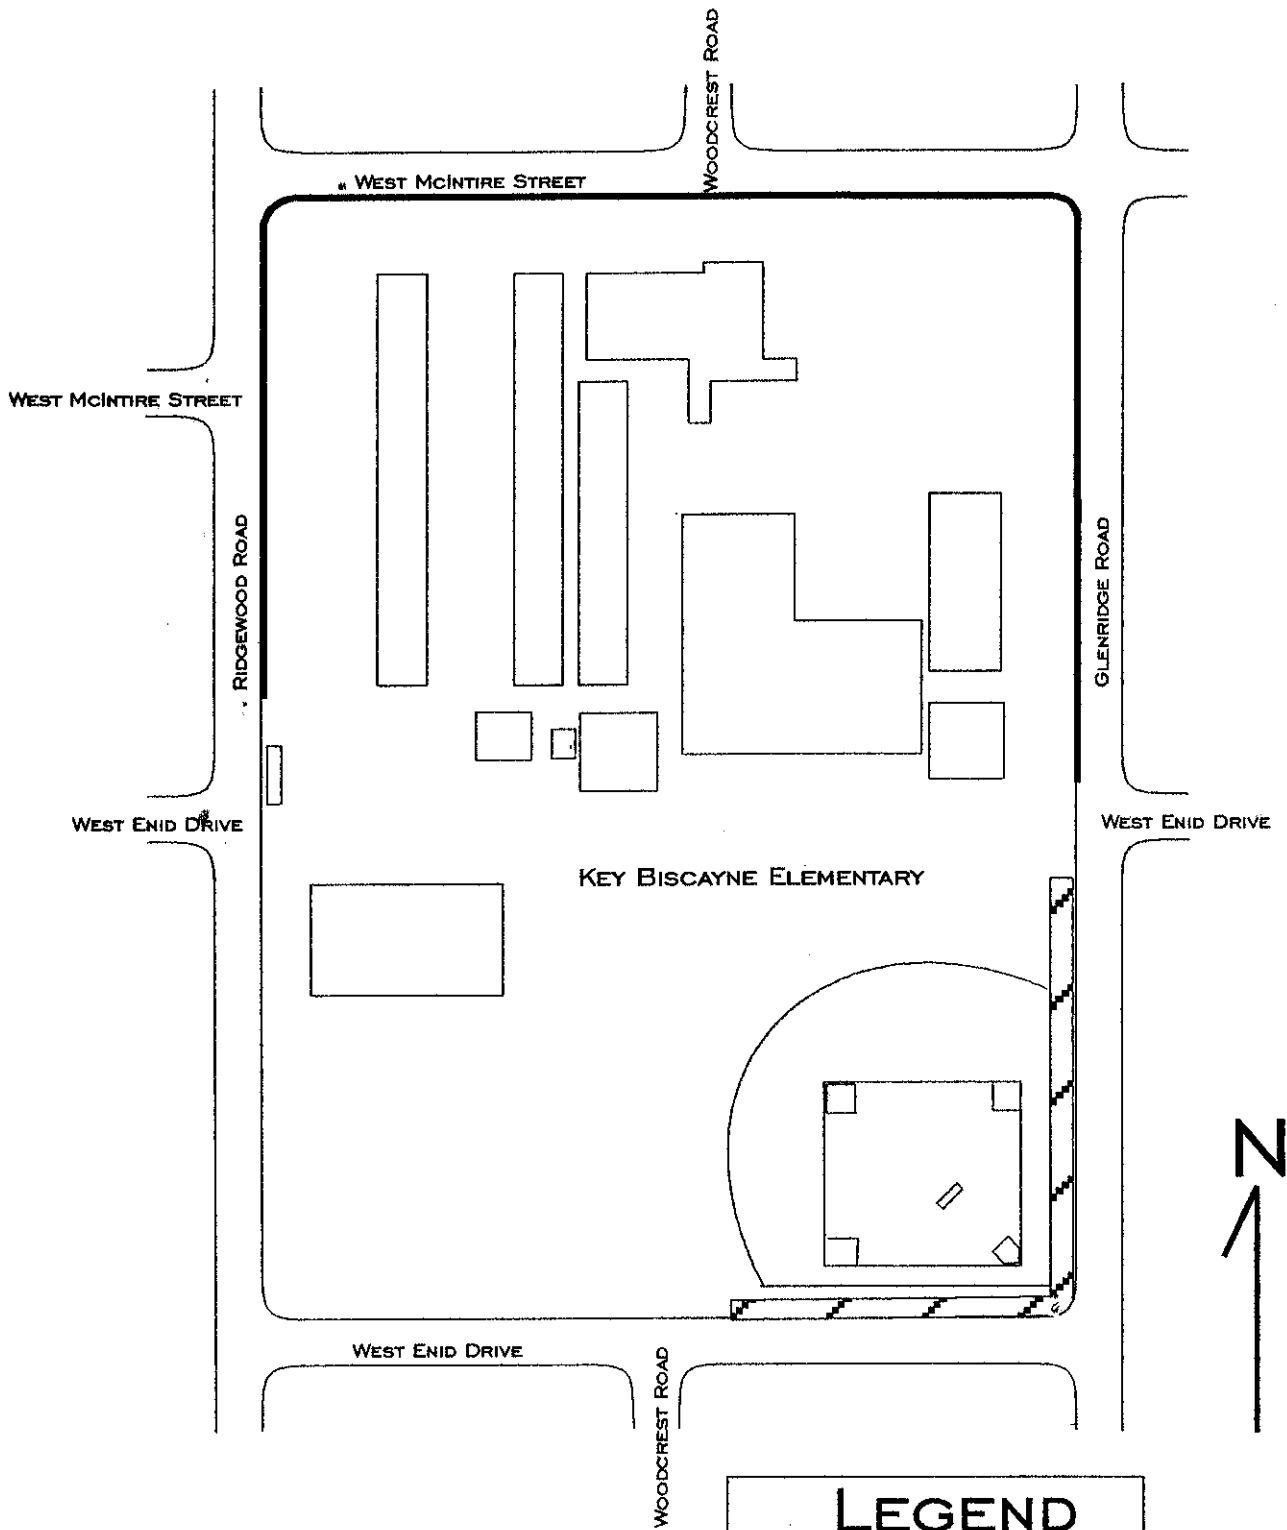 WOODCREST ROAD
WEST MCINTIRE STREET
WEST MCINTIRE STREET
RIDGEWOOD ROAD
GLENRIDGE ROAD
WEST ENID DRIVE
WEST ENID DRIVE
KEY BISCAYNE ELEMENTARY
N
WEST ENID DRIVE
WOODCREST ROAD
LEGEND